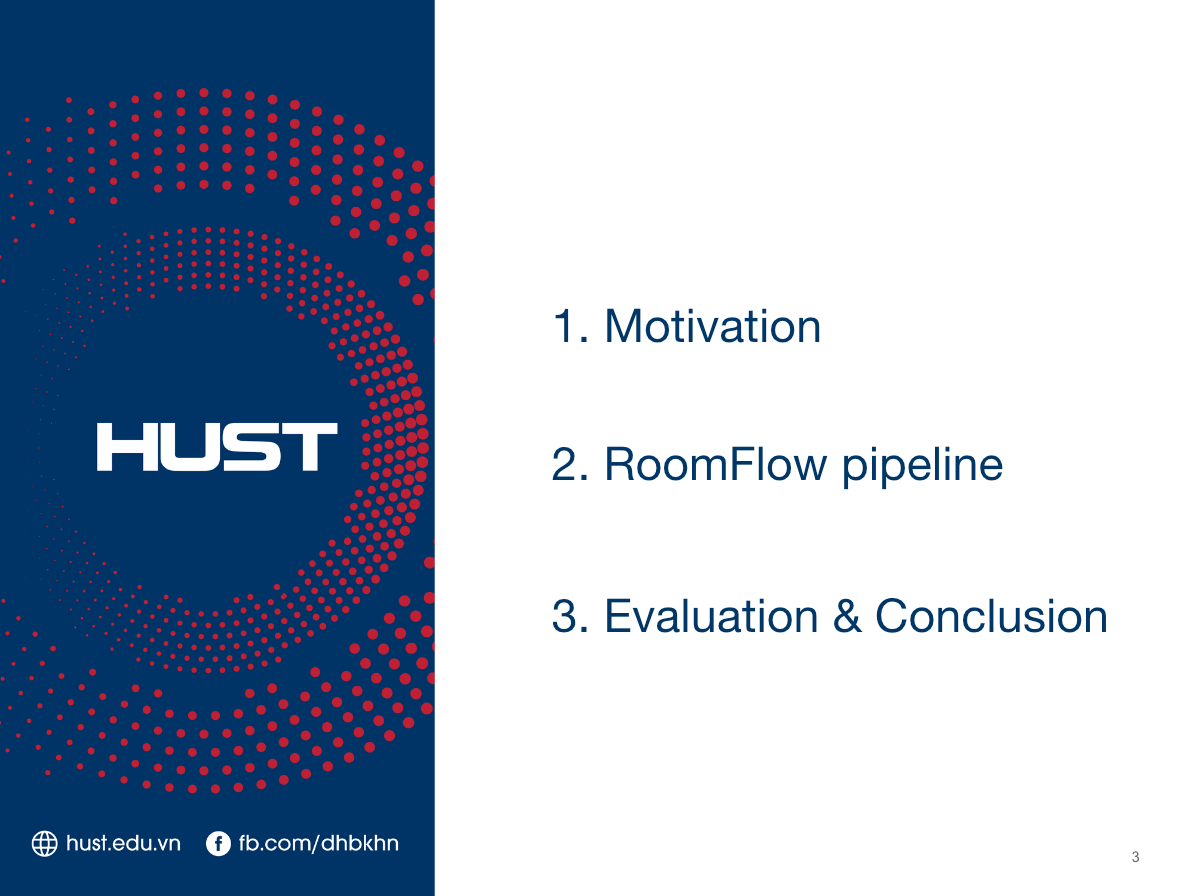 HUST
hust.edu.vn
fb.com/dhbkhn
1. Motivation
2. RoomFlow pipeline
3. Evaluation & Conclusion
3